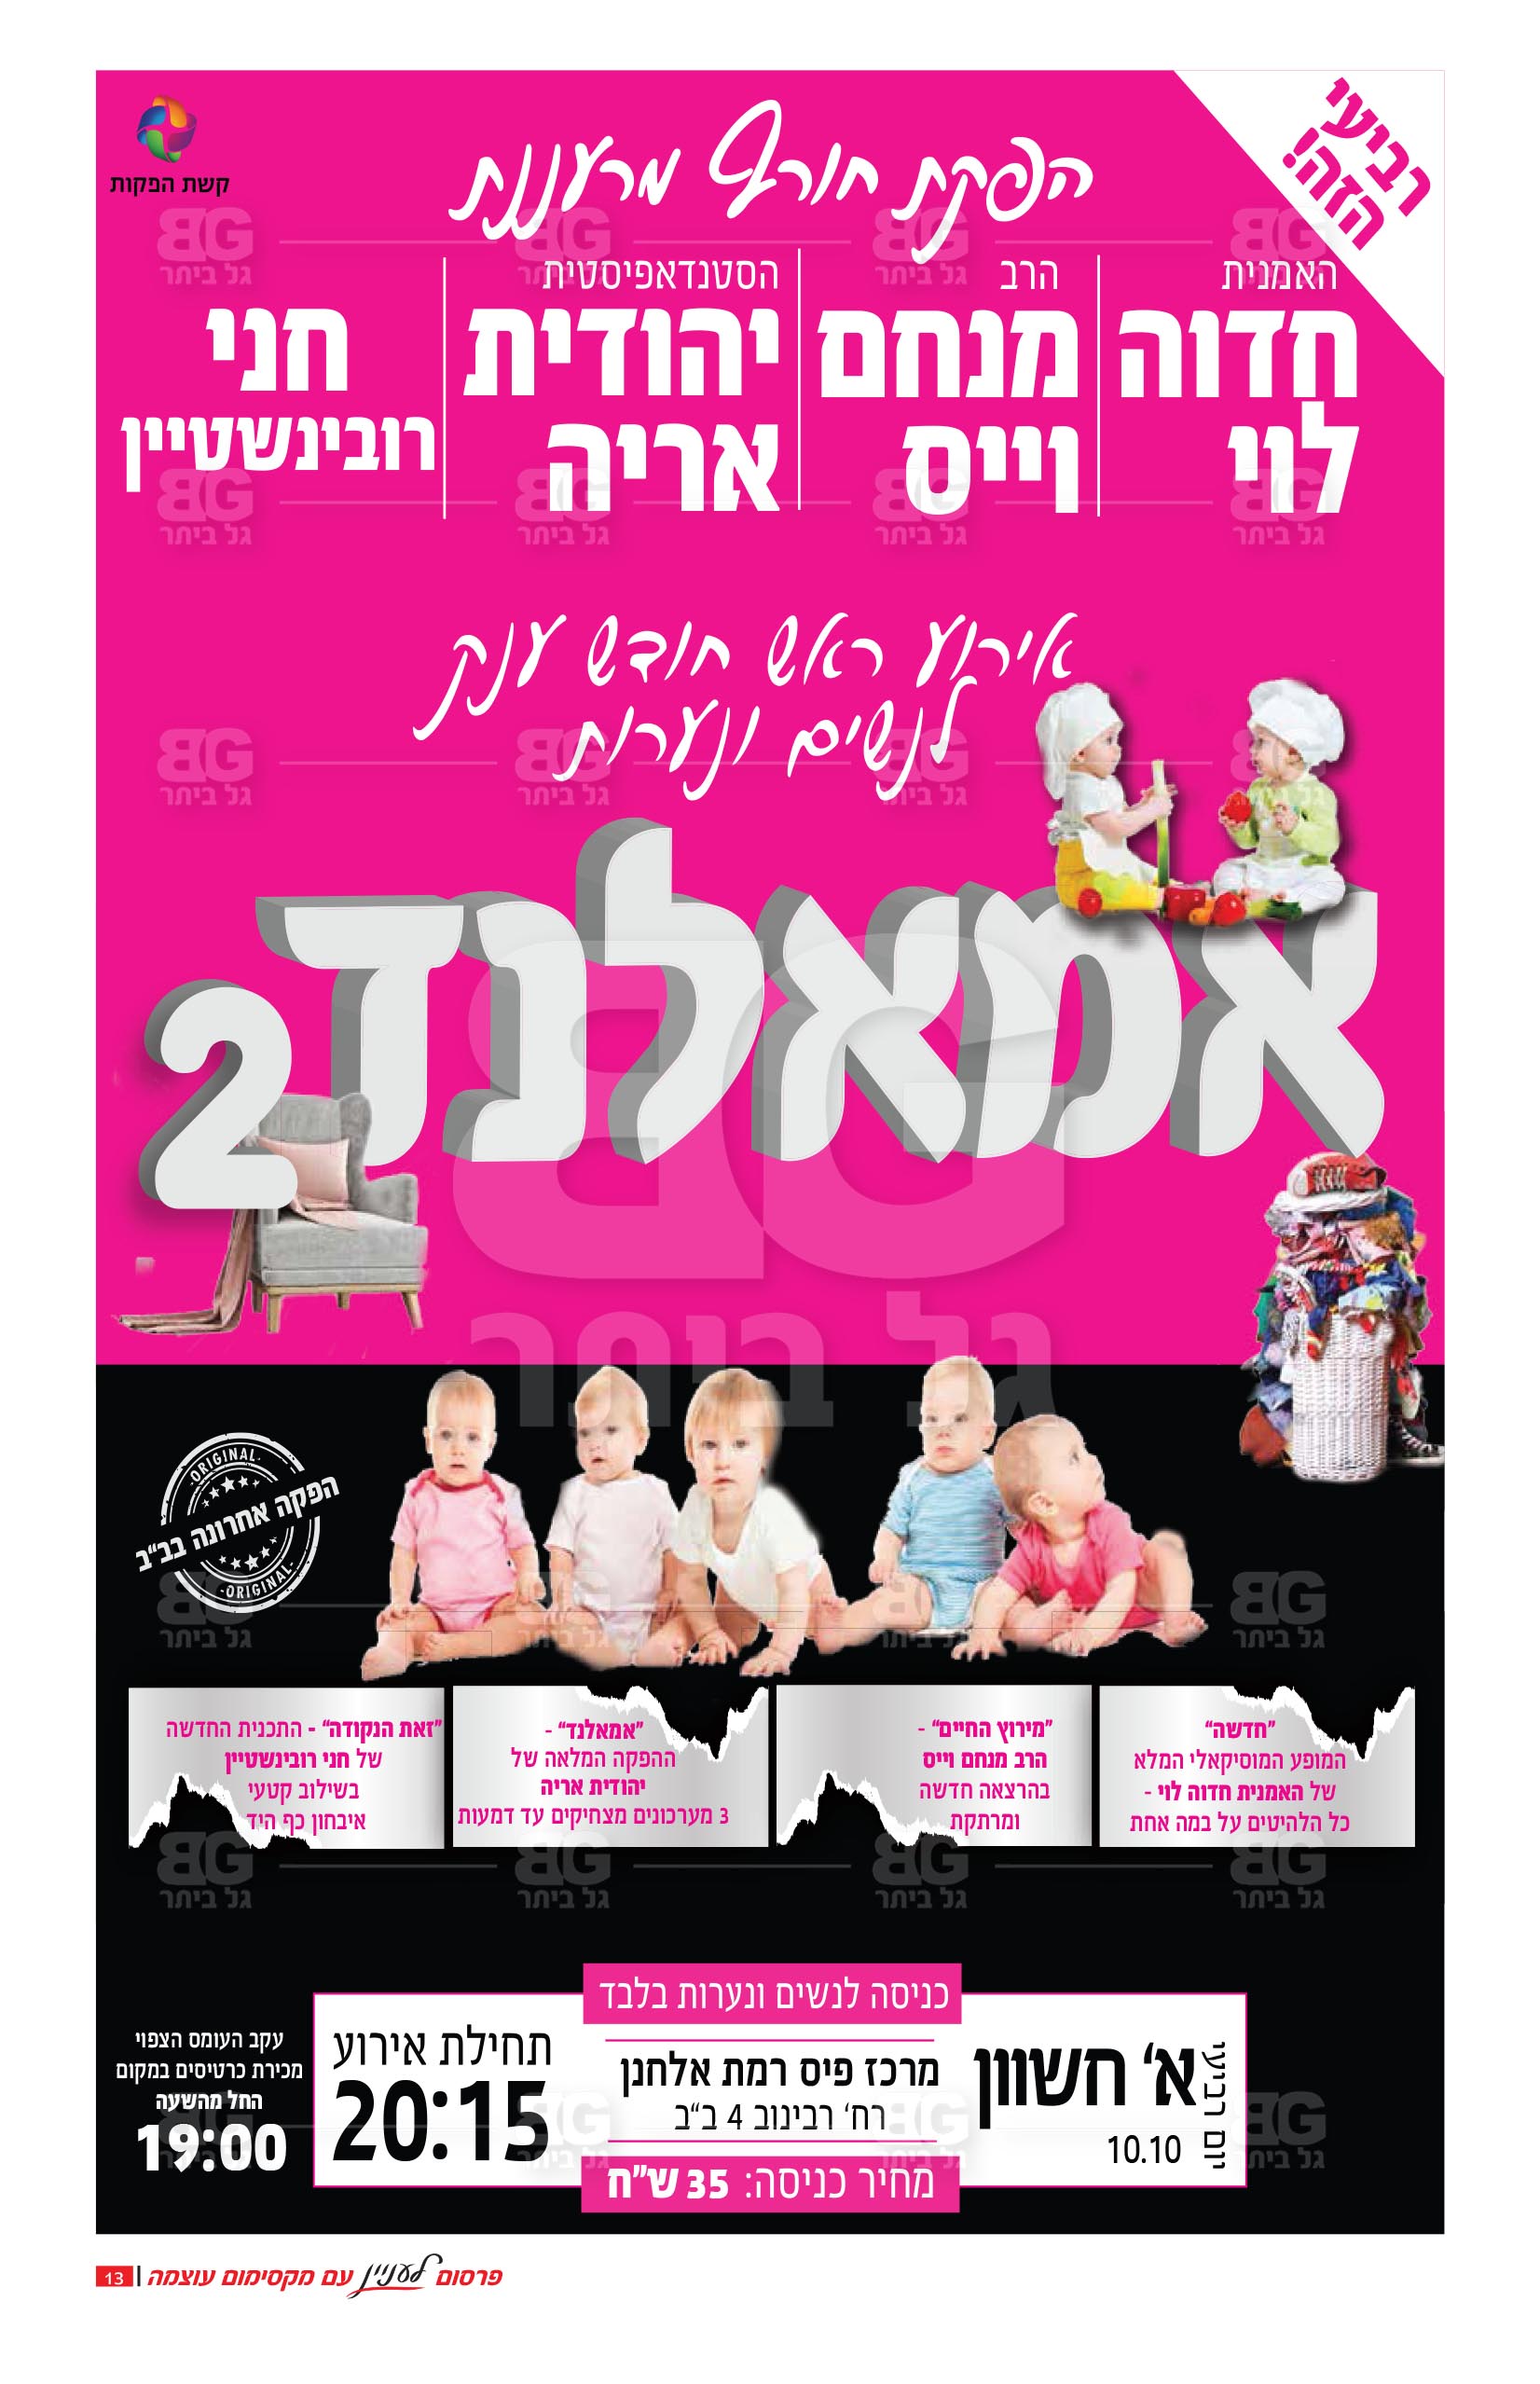 רביעי
הזה!
קשת הפקות
הפקת חורף מרעננת
האמנית
חדוה
לוי
הרב
מנחם
וייס
הסטנדאפיסטית
יהודית
אריה
חני
רובינשטיין
אירוע ראש חודש ענק
לנשים ונערות
אמאלנד 2
BG
גל ביתר
ORIGINAL
הפקה אחרונה בב"ב
ORIGINAL
"חדשה"
המופע המוסיקאלי המלא
של האמנית חדוה לוי -
כל הלהיטים על במה אחת
"מירוץ החיים" -
הרב מנחם וייס
בהרצאה חדשה
ומרתקת
"אמאלנד" -
ההפקה המלאה של
יהודית אריה
3 מערכונים מצחיקים עד דמעות
"זאת הנקודה" - התכנית החדשה
של חני רובינשטיין
בשילוב קטעי
איבחון כף היד
כניסה לנשים ונערות בלבד
יום רביעי
א' חשוון
10.10
מרכז פיס רמת אלחנן
רח' רבינוב 4 ב"ב
מחיר כניסה: 35 ש"ח
תחילת אירוע
20:15
עקב העומס הצפוי
מכירת כרטיסים במקום
החל מהשעה
19:00
פרסום לעניין עם מקסימום עוצמה | 13